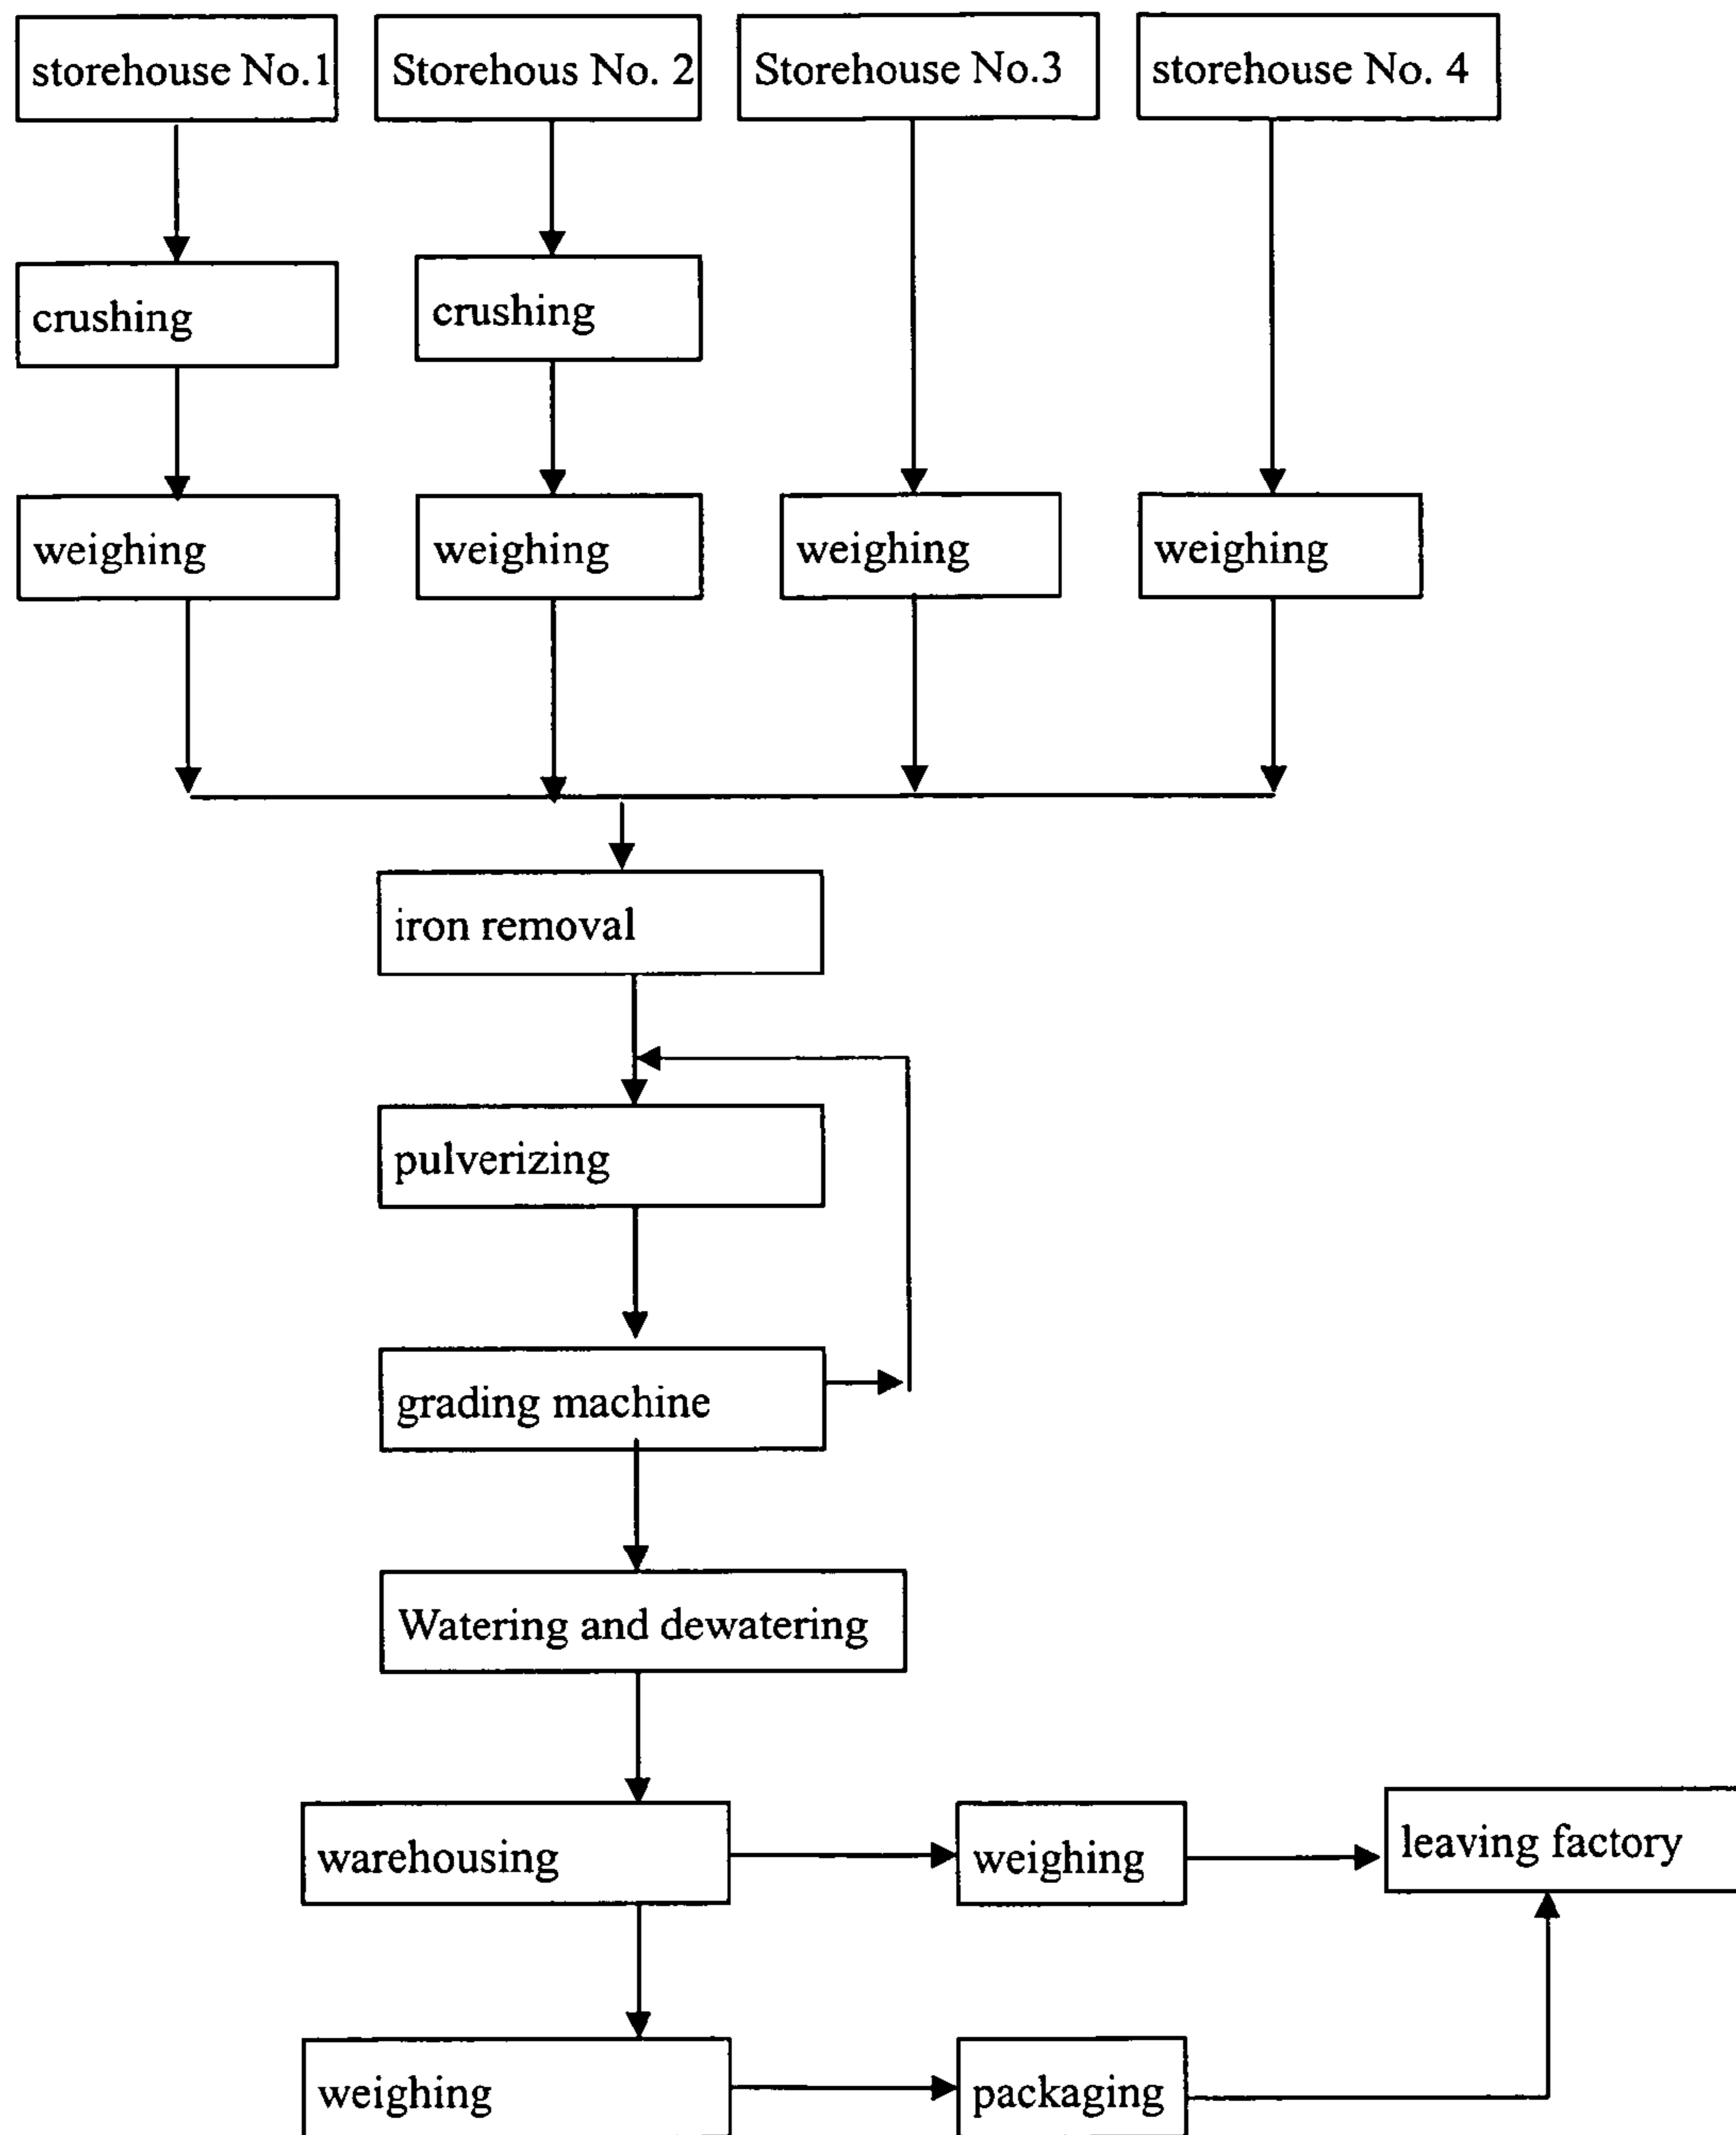 storehouse No.1
Storehous No. 2
Storehouse No.3
storehouse No. 4
crushing
crushing
weighing
weighing
weighing
weighing
iron removal
pulverizing
grading machine
Watering and dewatering
warehousing
weighing
leaving factory
weighing
packaging